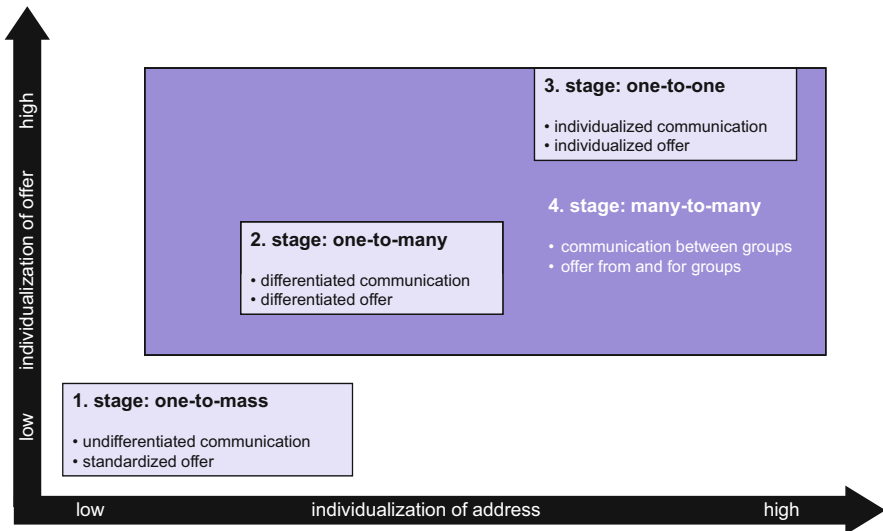 high
individualization of offer
low
3. stage: one-to-one
• individualized communication
• individualized offer
4. stage: many-to-many
• communication between groups
• offer from and for groups
2. stage: one-to-many
• differentiated communication
• differentiated offer
1. stage: one-to-mass
• undifferentiated communication
• standardized offer
low individualization of address high